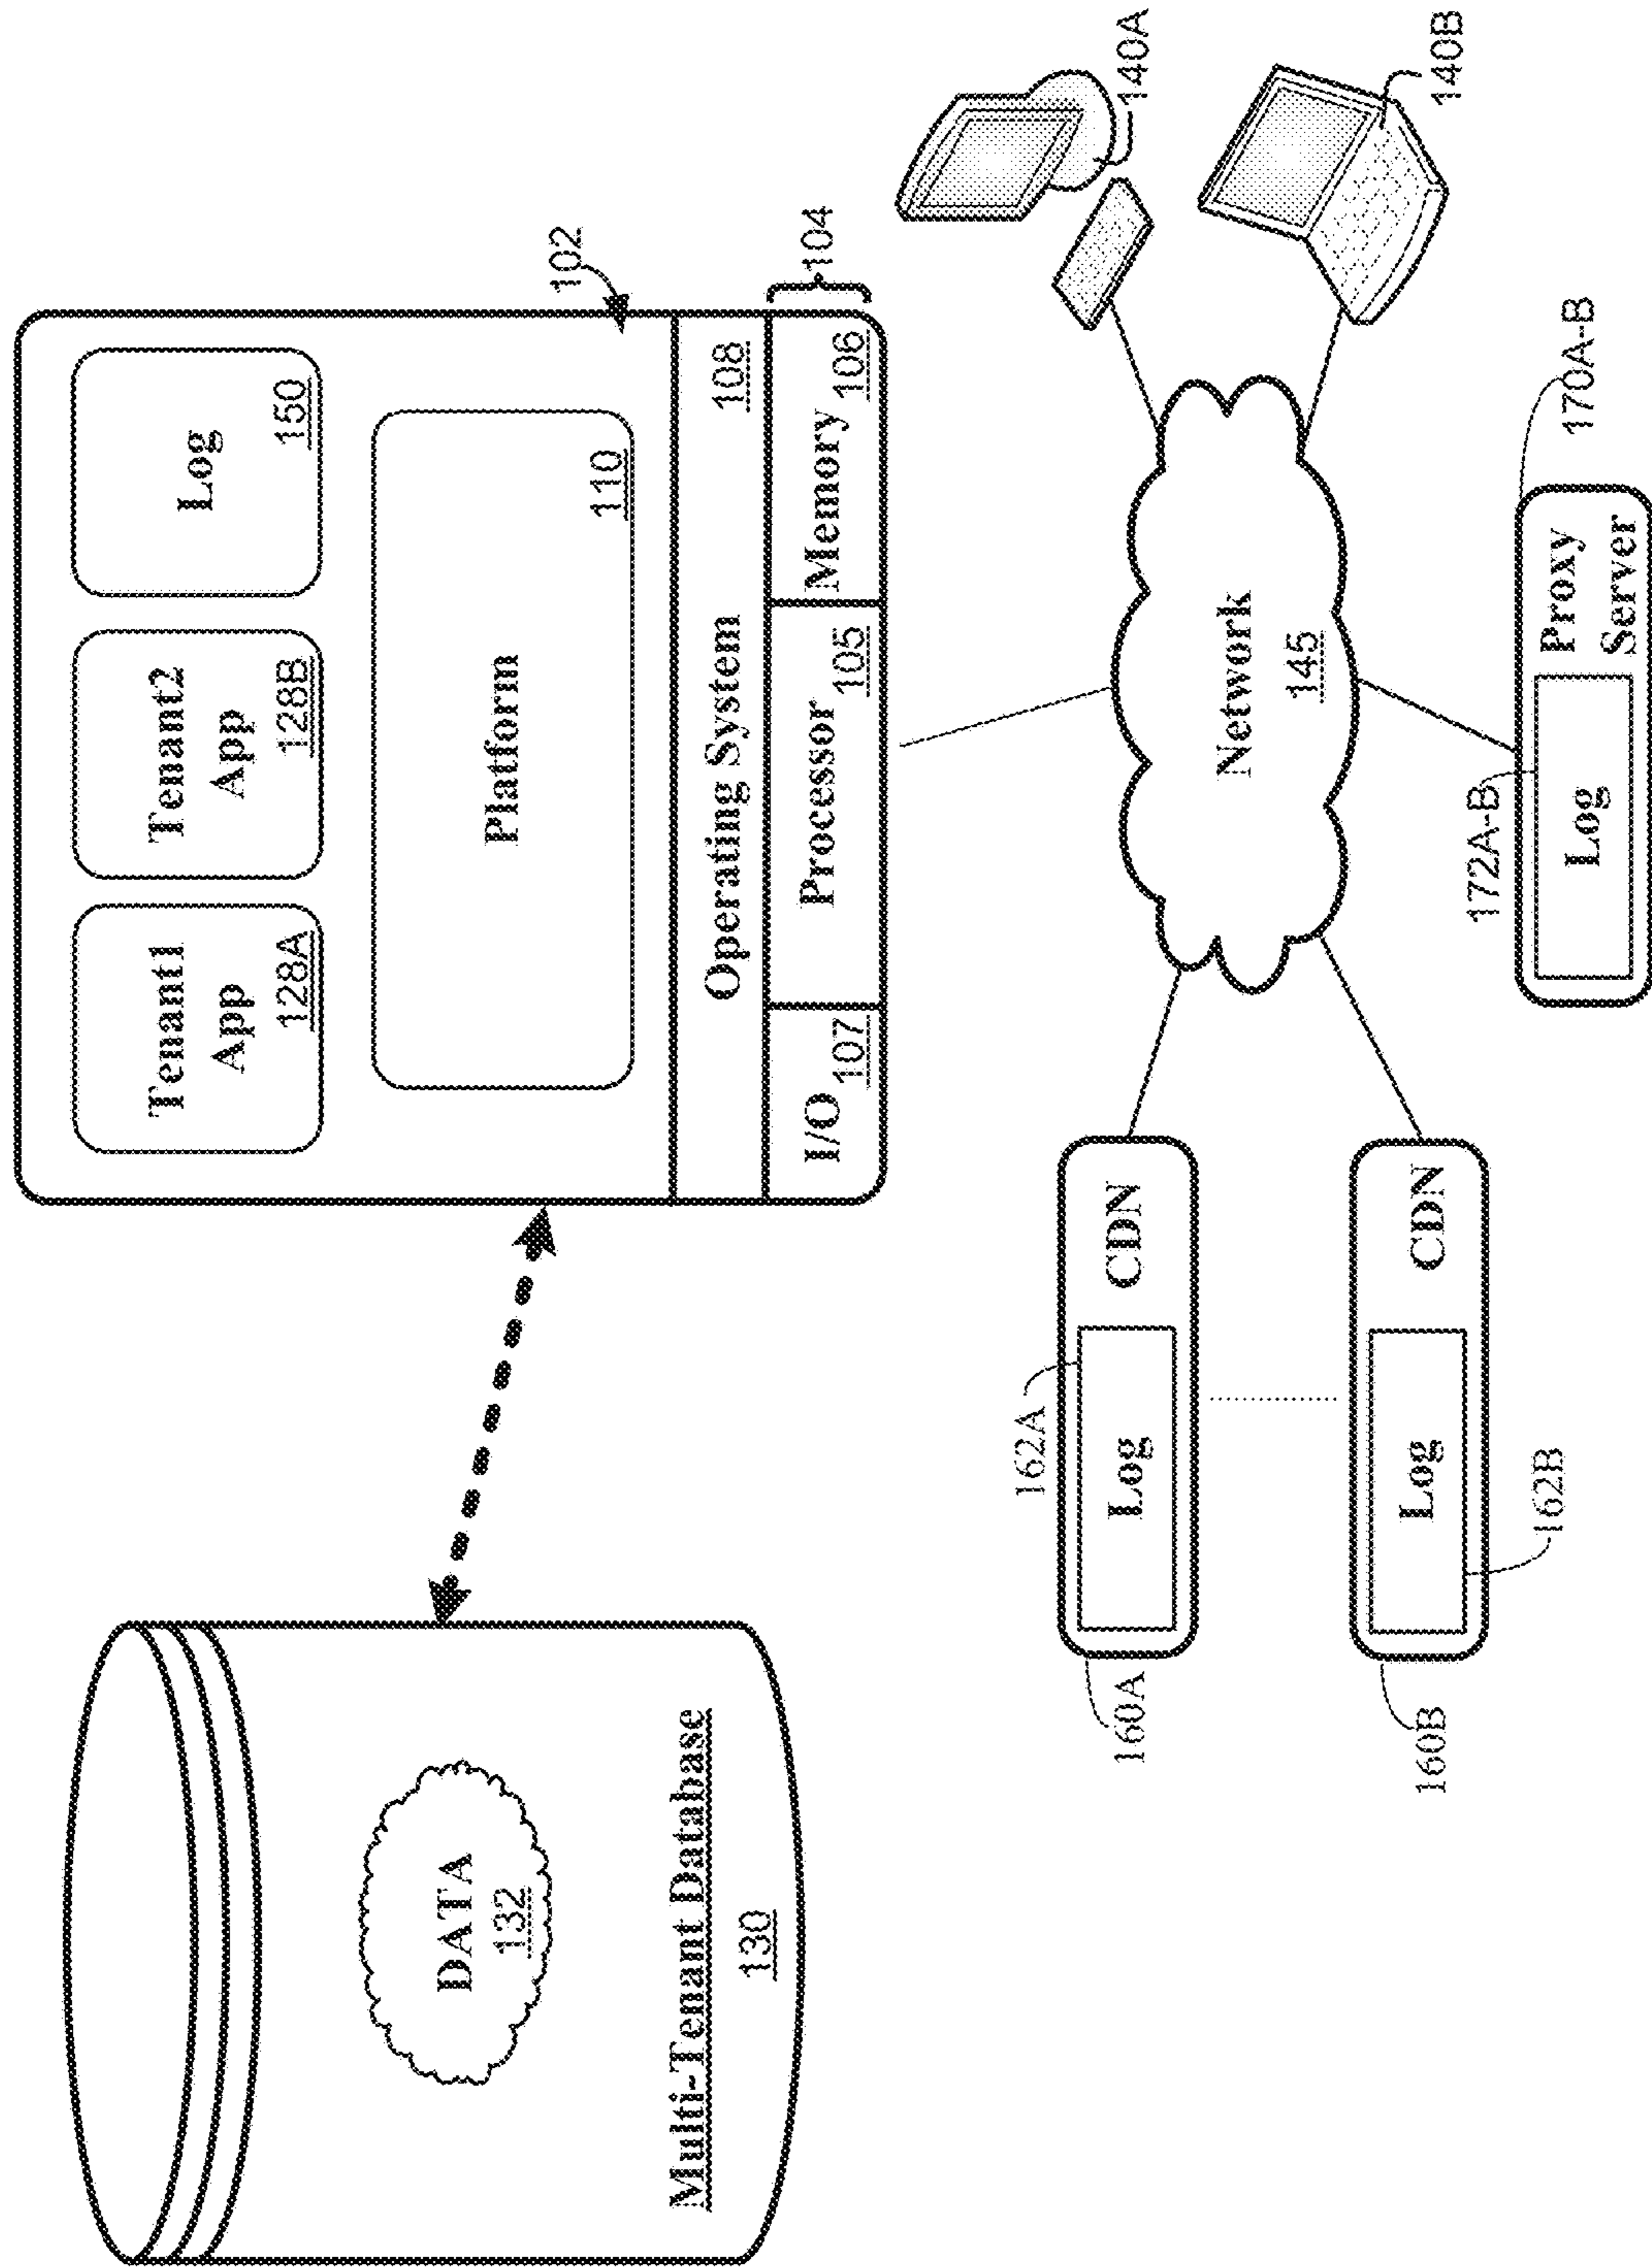 Tenant1
App
128A
Tenant2
App
128B
Log
150
Platform
110
102
Operating System
108
I/O 107
Processor
105
Memory
106
104
DATA
132
Multi-Tenant Database
130
Network
145
140A
140B
162A
Log
CDN
160A
Log
CDN
162B
160B
172A-B
Log
Proxy
Server
170A-B